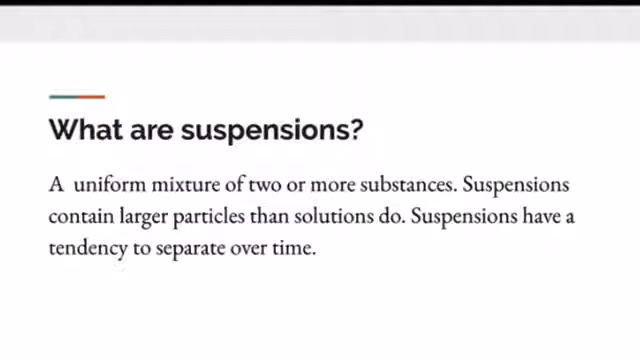 What are suspensions?
A uniform mixture of two or more substances. Suspensions
contain larger particles than solutions do. Suspensions have a
tendency to separate over time.